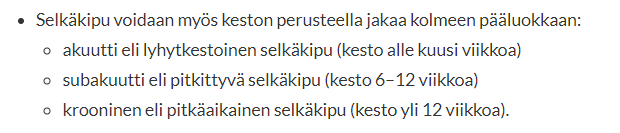 • Selkäkipu voidaan myös keston perusteella jakaa kolmeen pääluokkaan:
◦ akuutti eli lyhytkestoinen selkäkipu (kesto alle kuusi viikkoa)
◦ subakuutti eli pitkittyvä selkäkipu (kesto 6–12 viikkoa)
◦ krooninen eli pitkäaikainen selkäkipu (kesto yli 12 viikkoa).